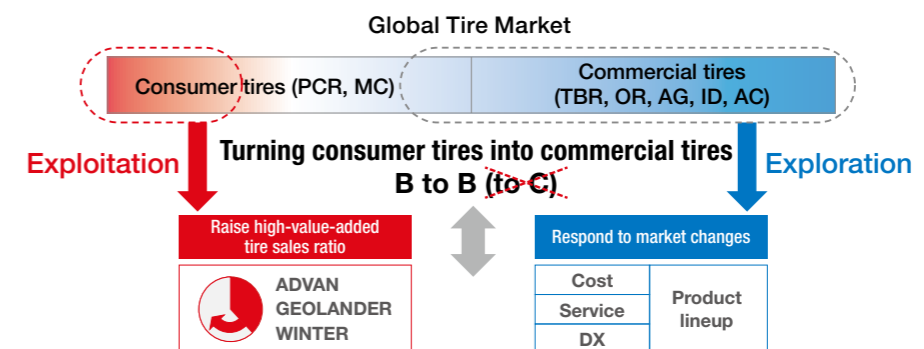 Global Tire Market
Consumer tires (PCR, MC)
Commercial tires
(TBR, OR, AG, ID, AC)
Exploitation
Turning consumer tires into commercial tires
B to B (to C)
Exploration
Raise high-value-added
tire sales ratio
Respond to market changes
ADVAN
GEOLANDER
WINTER
Cost
Service
DX
Product
lineup